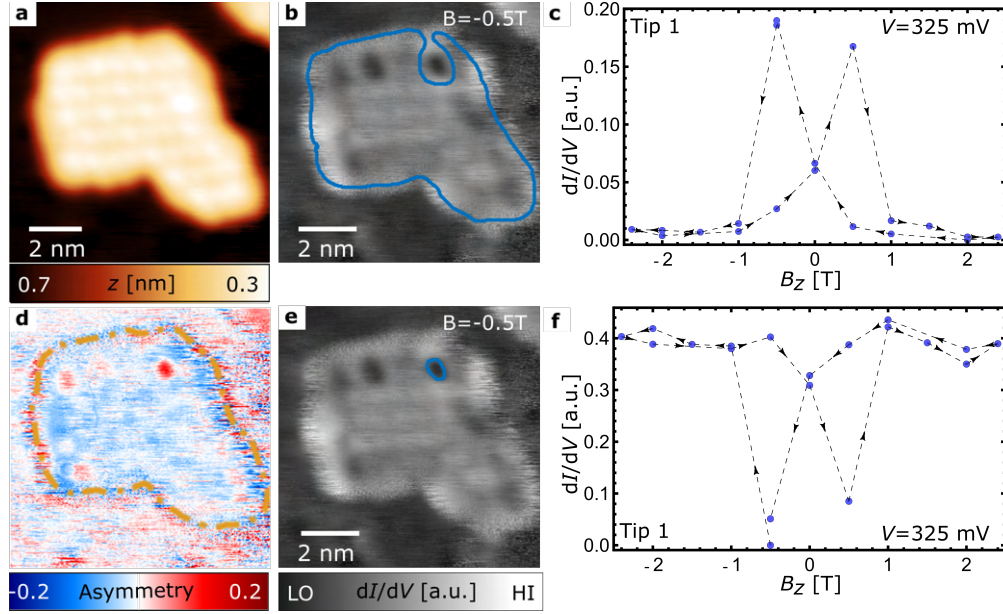 a
2 nm
0.7 z [nm] 0.3
b
B=-0.5T
2 nm
c
Tip 1
V=325 mV
0.20
0.15
0.10
0.05
0.00
dI/dV [a.u.]
-2 -1 0 1 2
Bz [T]
d
-0.2 Asymmetry 0.2
e
B=-0.5T
2 nm
LO dI/dV [a.u.] HI
f
0.4
0.3
0.2
0.1
0.0
dI/dV [a.u.]
Tip 1
V=325 mV
-2 -1 0 1 2
Bz [T]